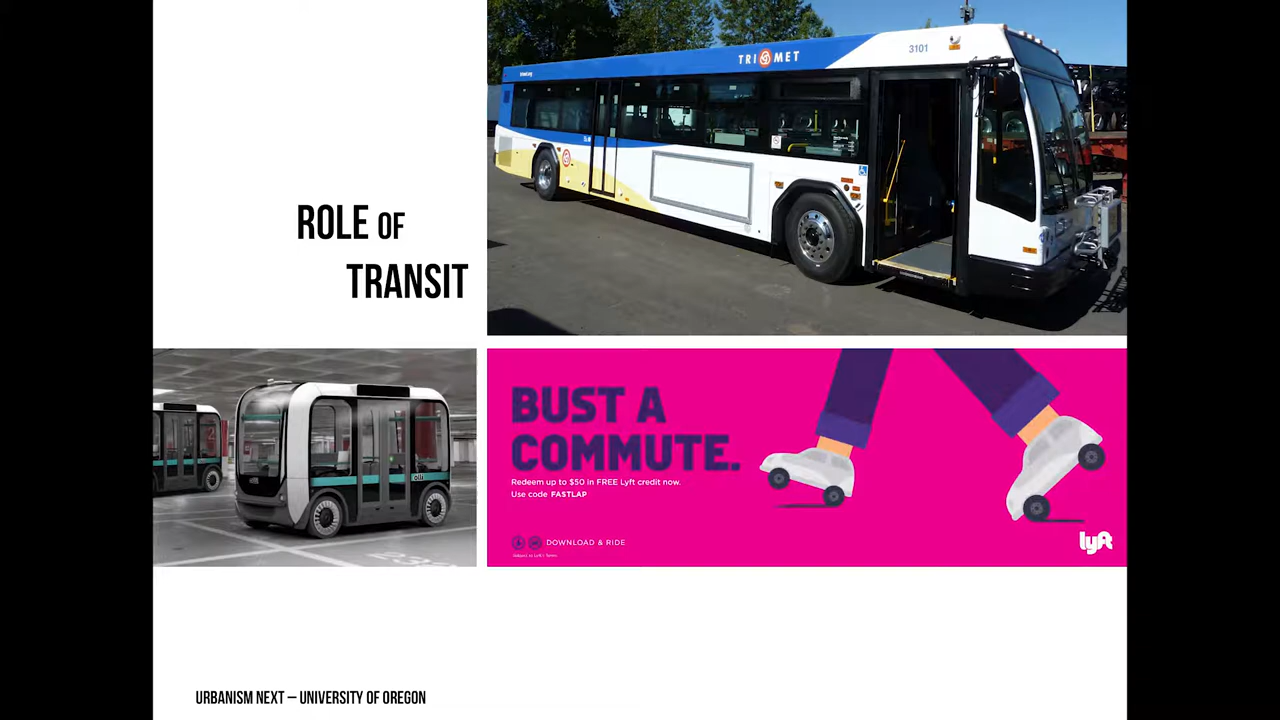 ROLE OF
TRANSIT
TRI MET
3101
olli
BUST A
COMMUTE.
Redeem up to $50 in FREE Lyft credit now.
Use code FASTLAP
DOWNLOAD & RIDE
lyft
URBANISM NEXT – UNIVERSITY OF OREGON